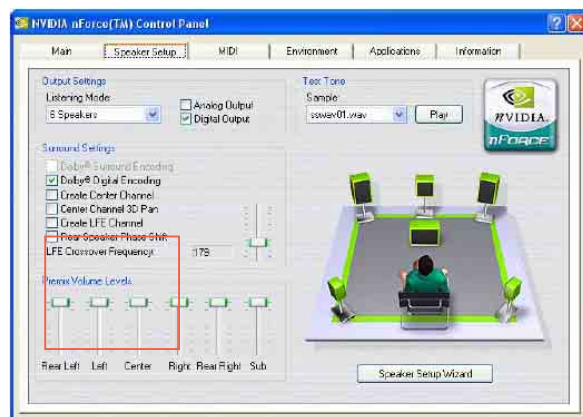 NVIDIA nForce(TM) Control Panel
Main Speaker Setup MIDI Environment Applications Information
Output Settings
Listening Mode:
6 Speakers
Analog Output
Digital Output
Test Tone
Sample:
sswav01.wav
Play
NVIDIA.
nFORCE
Surround Settings
Dolby® Surround Encoding
Dolby® Digital Encoding
Create Center Channel
Center Channel 3D Pan
Create LFE Channel
Rear Speaker Phase Shift
LFE Crossover Frequency: 179
Premix Volume Levels
Rear Left Left Center Right Rear Right Sub
Speaker Setup Wizard